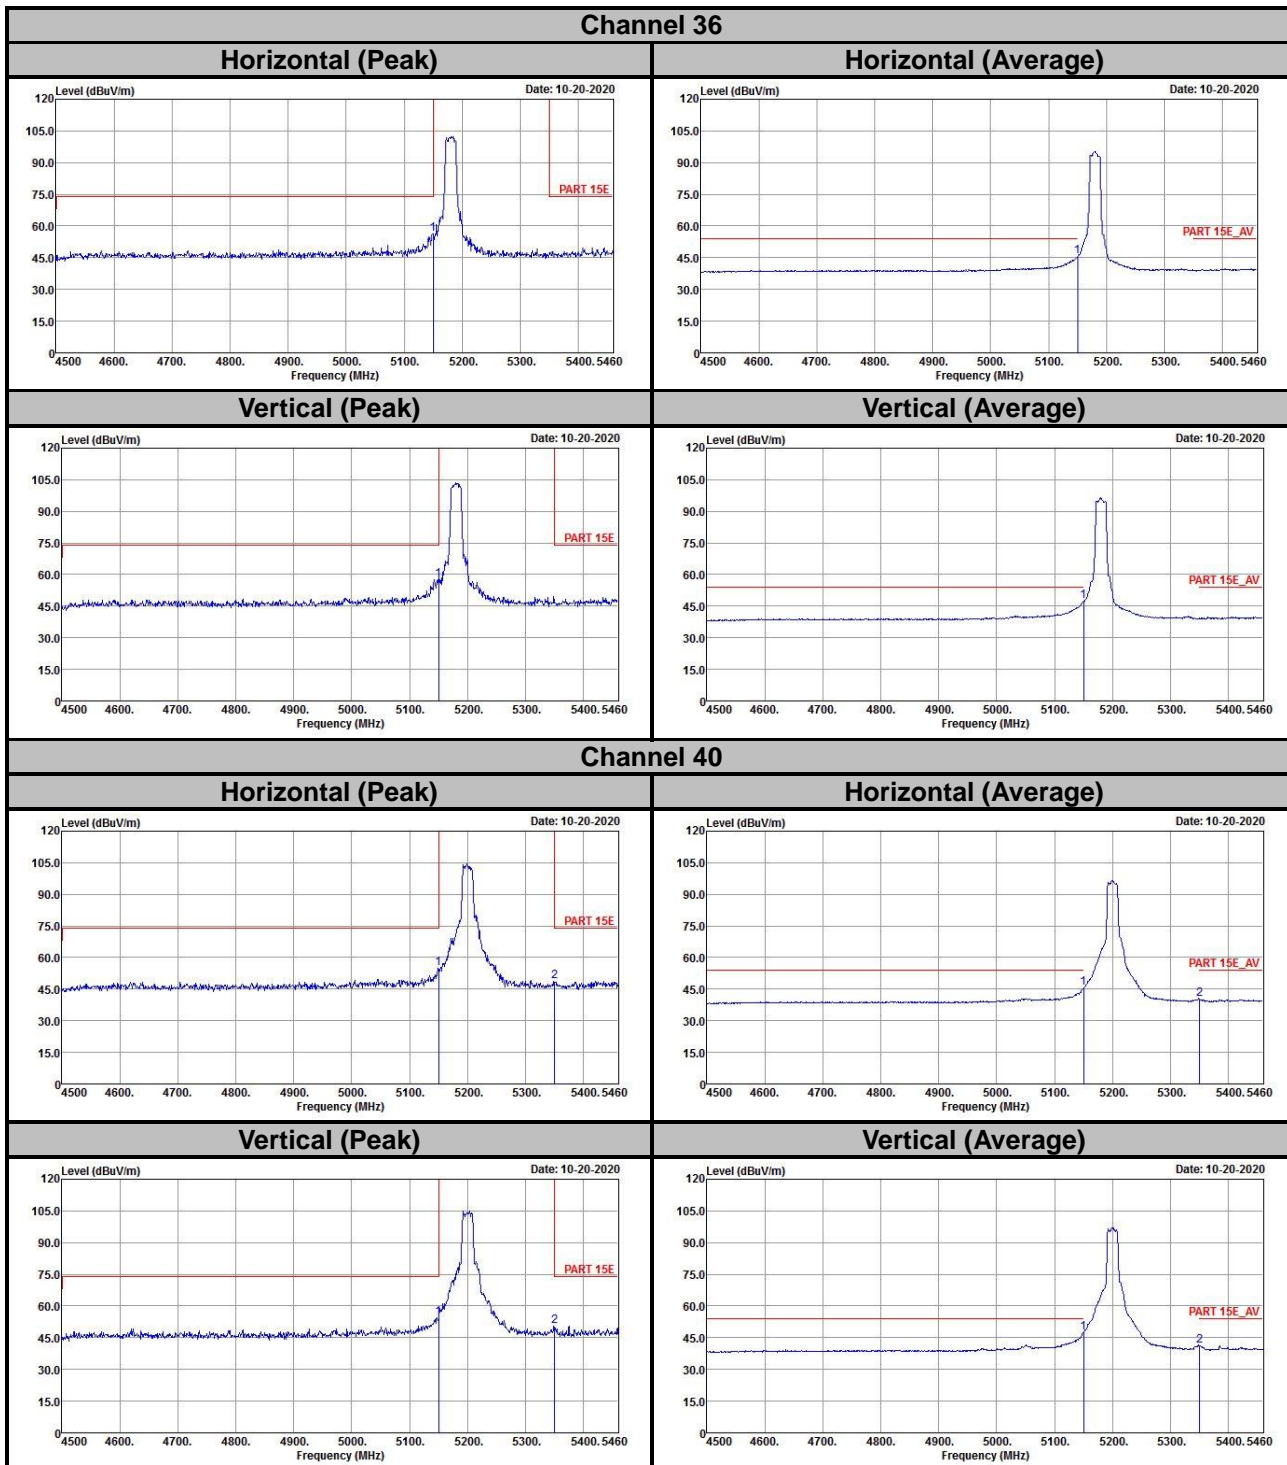 Channel 36
Horizontal (Peak) Horizontal (Average)
Level (dBuV/m) Date: 10-20-2020
120
105.0
90.0
75.0
PART 15E
60.0
1
45.0
30.0
15.0
0
4500 4600. 4700. 4800. 4900. 5000. 5100. 5200. 5300. 5400. 5460
Frequency (MHz)
Level (dBuV/m) Date: 10-20-2020
120
105.0
90.0
75.0
60.0
PART 15E_AV
1
45.0
30.0
15.0
0
4500 4600. 4700. 4800. 4900. 5000. 5100. 5200. 5300. 5400. 5460
Frequency (MHz)
Vertical (Peak) Vertical (Average)
Level (dBuV/m) Date: 10-20-2020
120
105.0
90.0
75.0
PART 15E
60.0
1
45.0
30.0
15.0
0
4500 4600. 4700. 4800. 4900. 5000. 5100. 5200. 5300. 5400. 5460
Frequency (MHz)
Level (dBuV/m) Date: 10-20-2020
120
105.0
90.0
75.0
60.0
PART 15E_AV
1
45.0
30.0
15.0
0
4500 4600. 4700. 4800. 4900. 5000. 5100. 5200. 5300. 5400. 5460
Frequency (MHz)
Channel 40
Horizontal (Peak) Horizontal (Average)
Level (dBuV/m) Date: 10-20-2020
120
105.0
90.0
75.0
PART 15E
60.0
1
2
45.0
30.0
15.0
0
4500 4600. 4700. 4800. 4900. 5000. 5100. 5200. 5300. 5400. 5460
Frequency (MHz)
Level (dBuV/m) Date: 10-20-2020
120
105.0
90.0
75.0
60.0
PART 15E_AV
1
2
45.0
30.0
15.0
0
4500 4600. 4700. 4800. 4900. 5000. 5100. 5200. 5300. 5400. 5460
Frequency (MHz)
Vertical (Peak) Vertical (Average)
Level (dBuV/m) Date: 10-20-2020
120
105.0
90.0
75.0
PART 15E
60.0
1
2
45.0
30.0
15.0
0
4500 4600. 4700. 4800. 4900. 5000. 5100. 5200. 5300. 5400. 5460
Frequency (MHz)
Level (dBuV/m) Date: 10-20-2020
120
105.0
90.0
75.0
60.0
PART 15E_AV
1
2
45.0
30.0
15.0
0
4500 4600. 4700. 4800. 4900. 5000. 5100. 5200. 5300. 5400. 5460
Frequency (MHz)